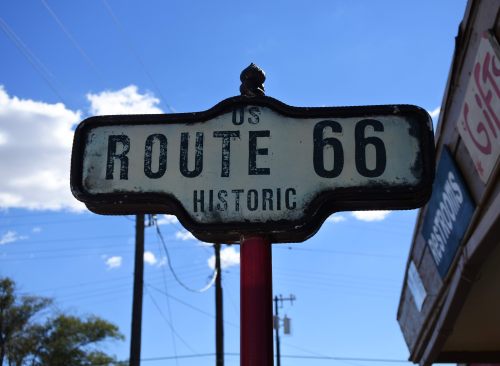 US
ROUTE 66
HISTORIC
Gifts
RESTROOMS